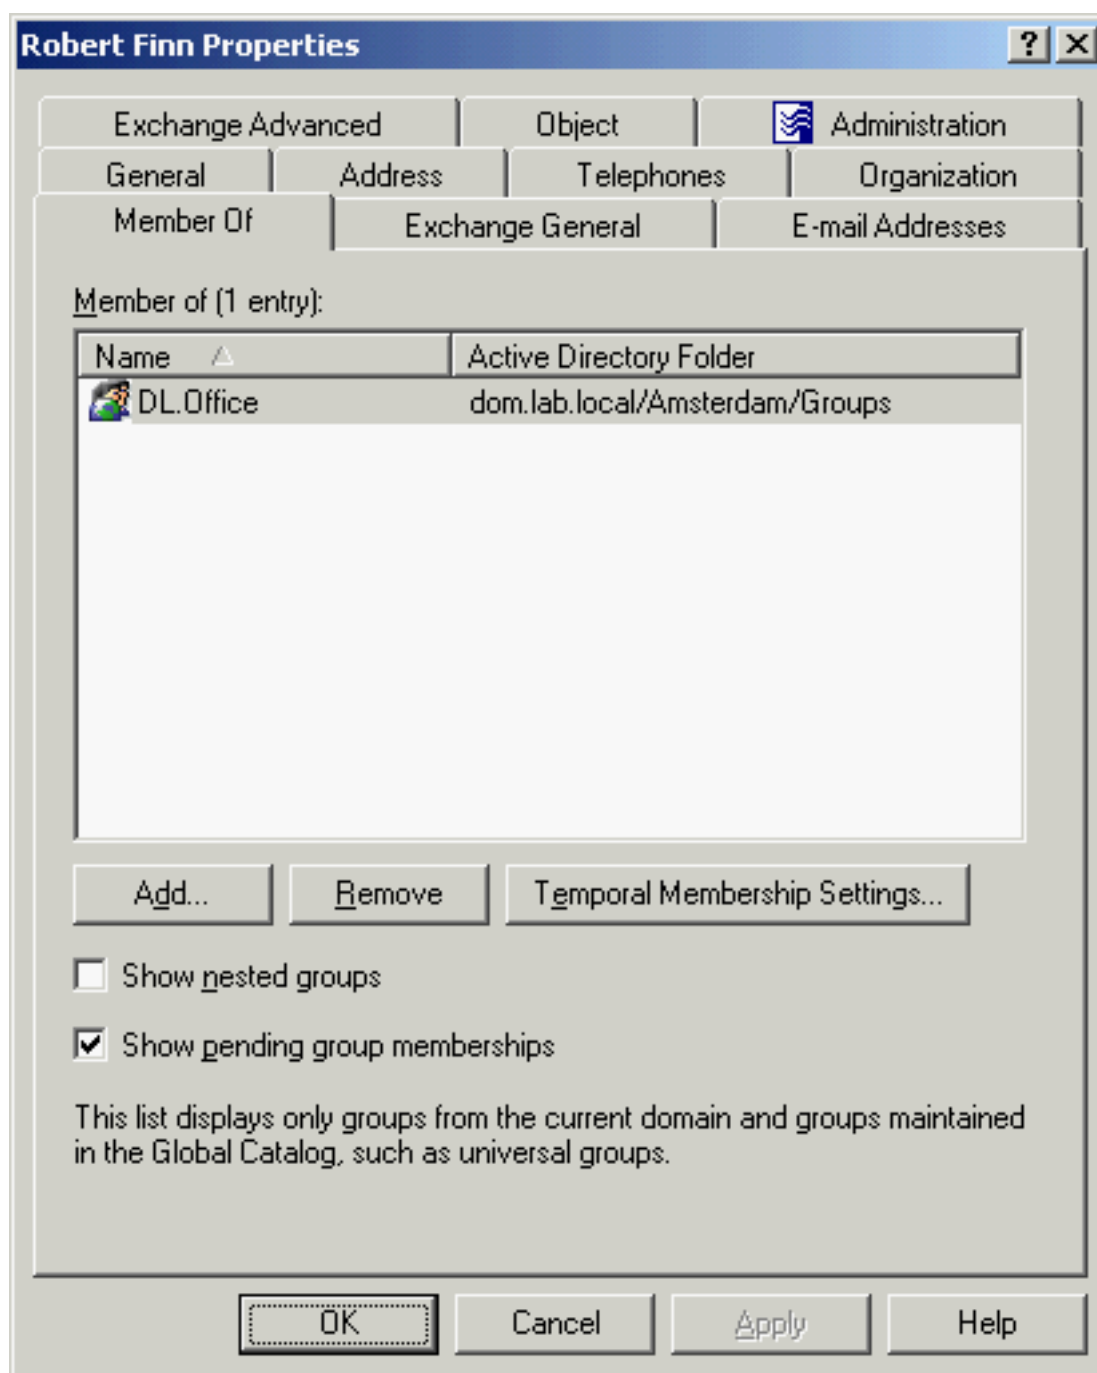 Robert Finn Properties
Exchange Advanced Object Administration
General Address Telephones Organization
Member Of Exchange General E-mail Addresses
Member of (1 entry):
Name Active Directory Folder
DL.Office dom.lab.local/Amsterdam/Groups
Add... Remove Temporal Membership Settings...
Show nested groups
Show pending group memberships
This list displays only groups from the current domain and groups maintained
in the Global Catalog, such as universal groups.
OK Cancel Apply Help